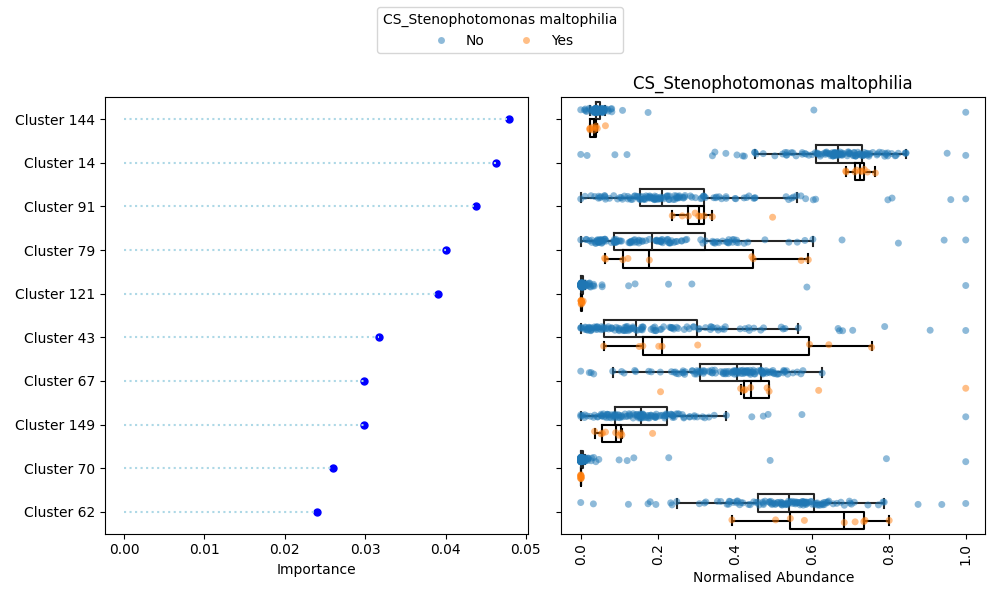 CS_Stenophotomonas maltophilia
No Yes
CS_Stenophotomonas maltophilia
Cluster 144
Cluster 14
Cluster 91
Cluster 79
Cluster 121
Cluster 43
Cluster 67
Cluster 149
Cluster 70
Cluster 62
0.00 0.01 0.02 0.03 0.04 0.05
Importance
0.0 0.2 0.4 0.6 0.8 1.0
Normalised Abundance